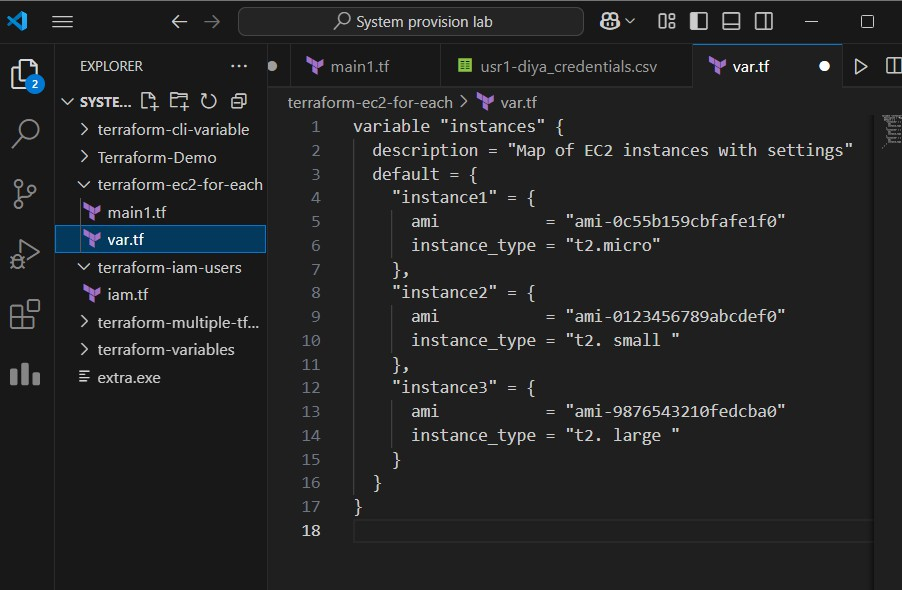 System provision lab
EXPLORER
main1.tf
usr1-diya_credentials.csv
var.tf
2
SYSTE...
terraform-cli-variable
Terraform-Demo
terraform-ec2-for-each
main1.tf
var.tf
terraform-iam-users
iam.tf
terraform-multiple-tf...
terraform-variables
extra.exe
terraform-ec2-for-each > var.tf
1 variable "instances" {
2 description = "Map of EC2 instances with settings"
3 default = {
4 "instance1" = {
5 ami = "ami-0c55b159cbfafe1f0"
6 instance_type = "t2.micro"
7 },
8 "instance2" = {
9 ami = "ami-0123456789abcdef0"
10 instance_type = "t2. small "
11 },
12 "instance3" = {
13 ami = "ami-9876543210fedcba0"
14 instance_type = "t2. large "
15 }
16 }
17 }
18